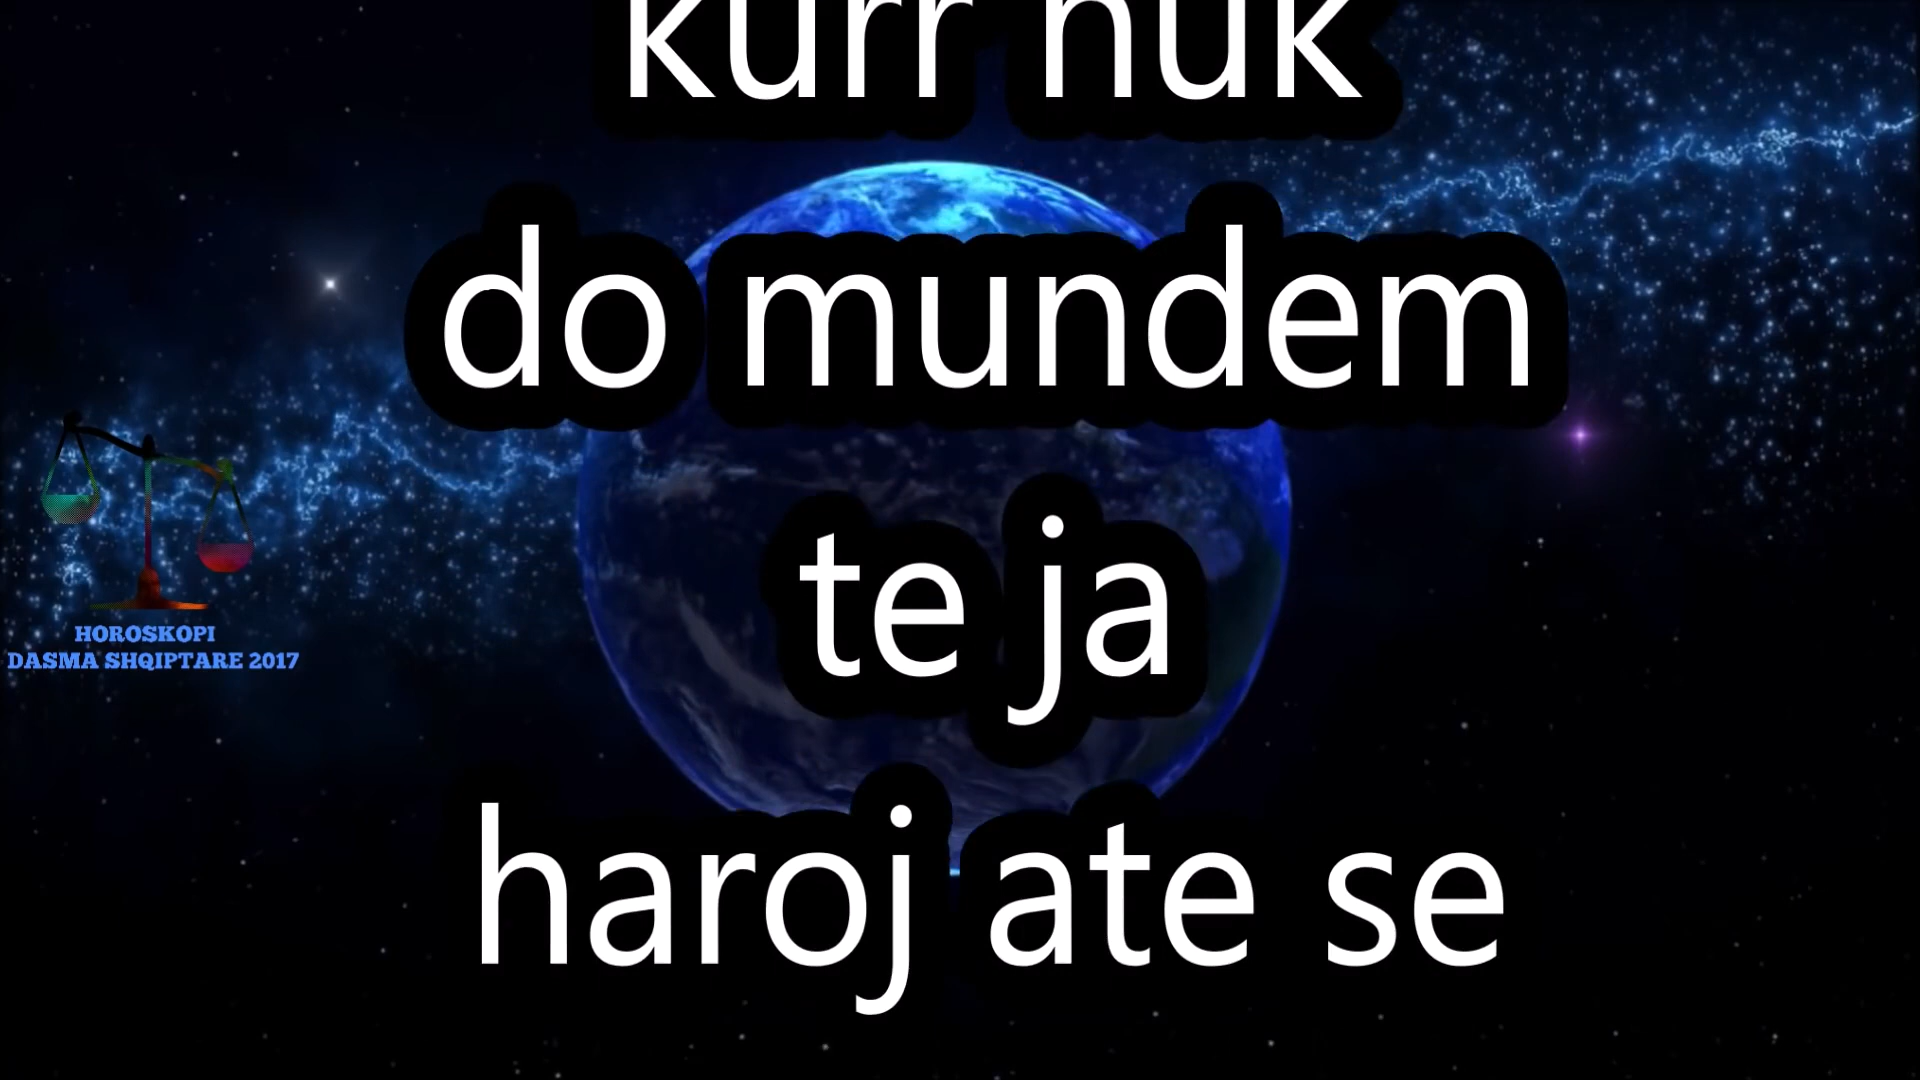 kurr nuk
do mundem
te ja
haroj ate se
HOROSKOPI
DASMA SHQIPTARE 2017